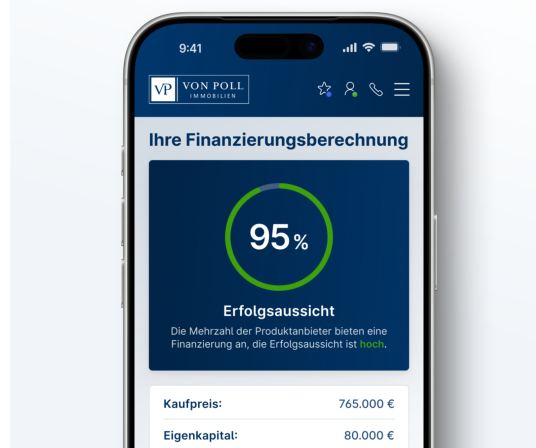 9:41
VP VON POLL
IMMOBILIEN
Ihre Finanzierungsberechnung
95 %
Erfolgsaussicht
Die Mehrzahl der Produktanbieter bieten eine
Finanzierung an, die Erfolgsaussicht ist hoch.
Kaufpreis: 765.000 €
Eigenkapital: 80.000 €